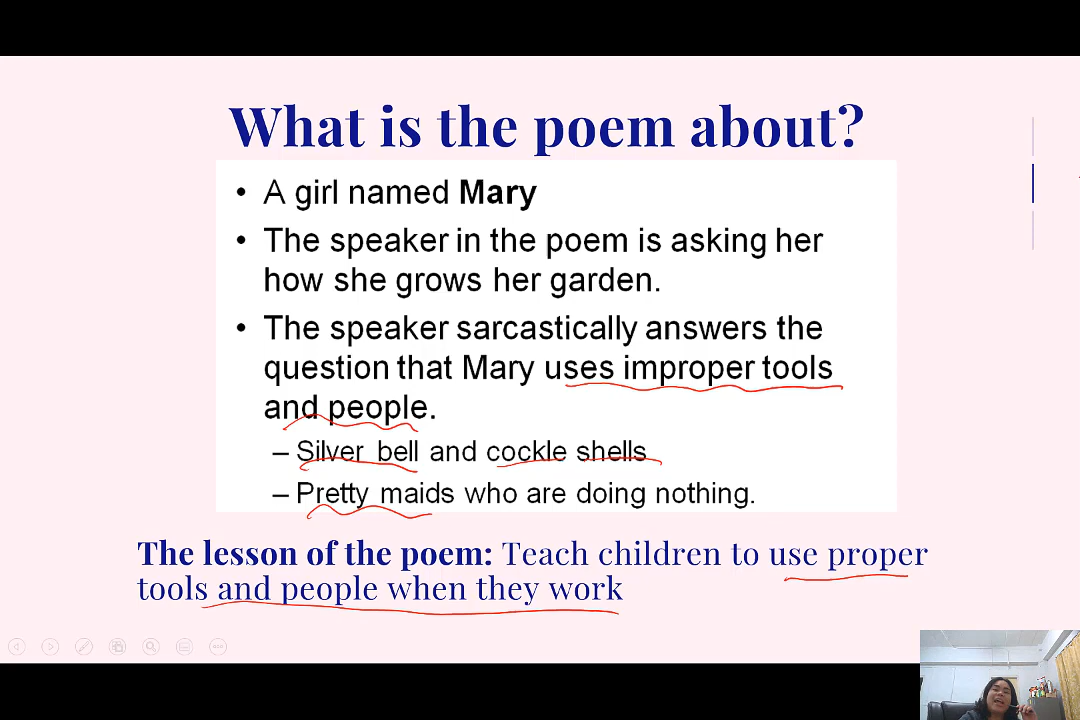 What is the poem about?
• A girl named Mary
• The speaker in the poem is asking her
how she grows her garden.
• The speaker sarcastically answers the
question that Mary uses improper tools
and people.
– Silver bell and cockle shells
– Pretty maids who are doing nothing.
The lesson of the poem: Teach children to use proper
tools and people when they work